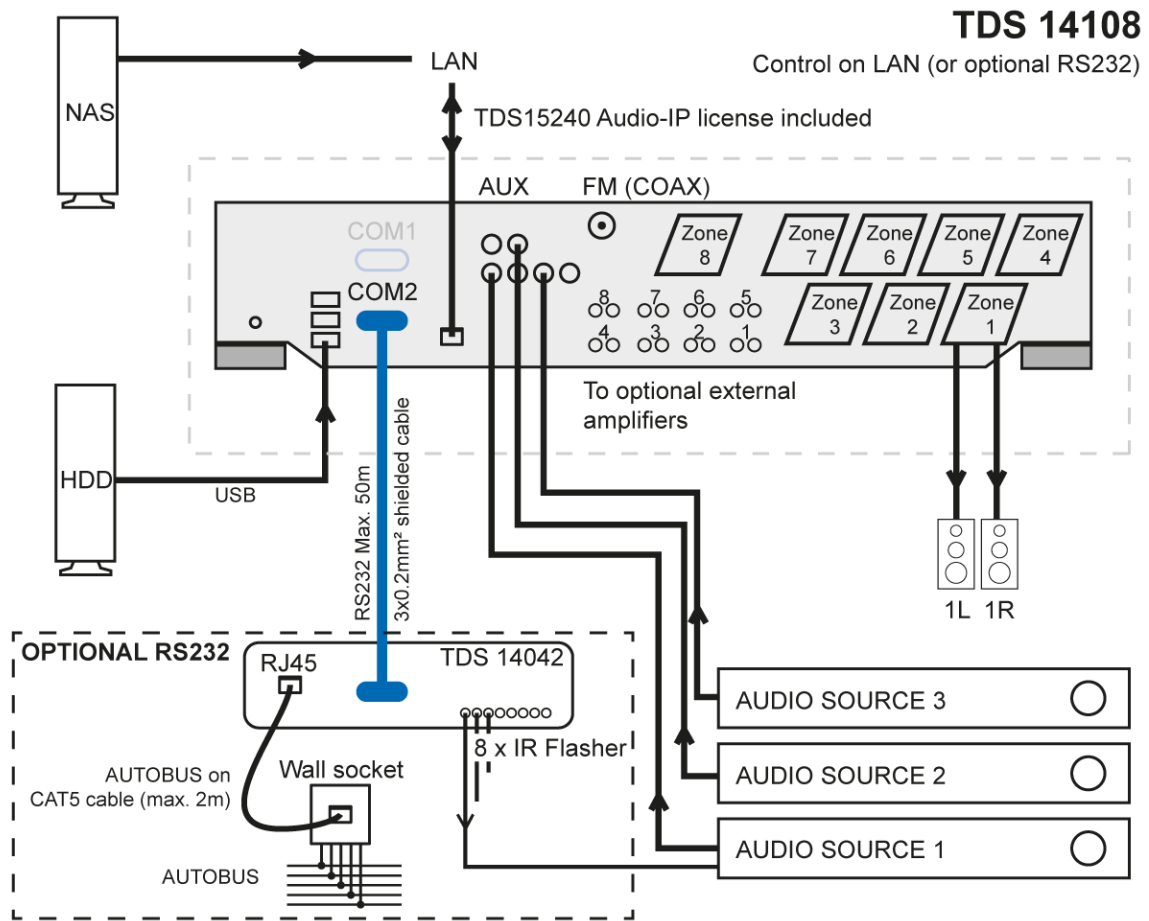 TDS 14108
Control on LAN (or optional RS232)
NAS
LAN
TDS15240 Audio-IP license included
AUX
FM (COAX)
COM1
COM2
Zone
8
Zone
7
Zone
6
Zone
5
Zone
4
8
7
6
5
4
3
2
1
Zone
3
Zone
2
Zone
1
To optional external
amplifiers
HDD
USB
RS232 Max. 50m
3x0.2mm² shielded cable
1L
1R
OPTIONAL RS232
RJ45
TDS 14042
8 x IR Flasher
AUTOBUS on
CAT5 cable (max. 2m)
Wall socket
AUTOBUS
AUDIO SOURCE 3
AUDIO SOURCE 2
AUDIO SOURCE 1